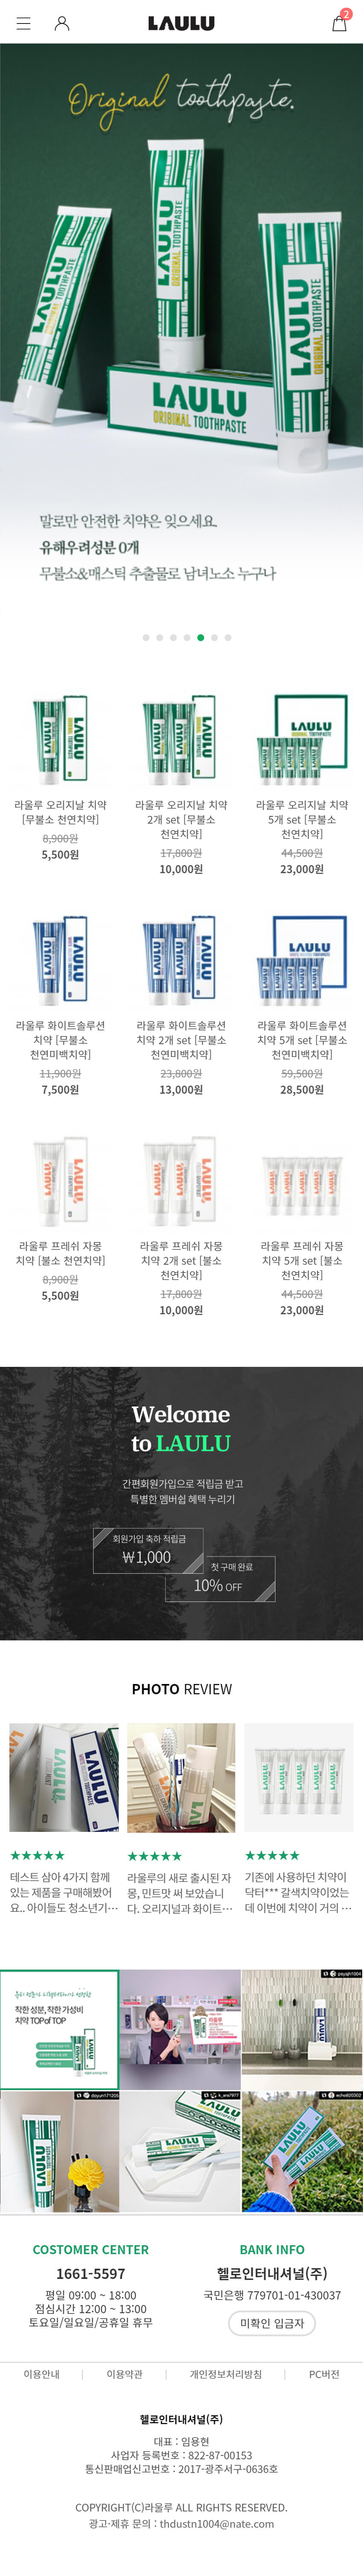 LAULU
2
Original toothpaste.
LAULU
ORIGINAL TOOTHPASTE
LAULU
ORIGINAL TOOTHPASTE
LAULU
ORIGINAL TOOTHPASTE
LAULU
ORIGINAL TOOTHPASTE
말로만 안전한 치약은 잊으세요.
유해우려성분 0개
무불소&매스틱 추출물로 남녀노소 누구나
라울루 오리지날 치약
[무불소 천연치약]
8,900원
5,500원
라울루 오리지날 치약
2개 set [무불소
천연치약]
17,800원
10,000원
라울루 오리지날 치약
5개 set [무불소
천연치약]
44,500원
23,000원
라울루 화이트솔루션
치약 [무불소
천연미백치약]
11,900원
7,500원
라울루 화이트솔루션
치약 2개 set [무불소
천연미백치약]
23,800원
13,000원
라울루 화이트솔루션
치약 5개 set [무불소
천연미백치약]
59,500원
28,500원
라울루 프레쉬 자몽
치약 [불소 천연치약]
8,900원
5,500원
라울루 프레쉬 자몽
치약 2개 set [불소
천연치약]
17,800원
10,000원
라울루 프레쉬 자몽
치약 5개 set [불소
천연치약]
44,500원
23,000원
Welcome
to LAULU
간편회원가입으로 적립금 받고
특별한 멤버쉽 혜택 누리기
회원가입 축하 적립금
₩1,000
첫 구매 완료
10% OFF
PHOTO REVIEW
★★★★★
테스트 삼아 4가지 함께
있는 제품을 구매해봤어
요.. 아이들도 청소년기…
★★★★★
라울루의 새로 출시된 자
몽, 민트맛 써 보았습니
다. 오리지널과 화이트…
★★★★★
기존에 사용하던 치약이
닥터*** 갈색치약이었는
데 이번에 치약이 거의 …
착한 성분, 착한 가성비
치약 TOP of TOP
COSTOMER CENTER
1661-5597
평일 09:00 ~ 18:00
점심시간 12:00 ~ 13:00
토요일/일요일/공휴일 휴무
BANK INFO
헬로인터내셔널(주)
국민은행 779701-01-430037
미확인 입금자
이용안내
이용약관
개인정보처리방침
PC버전
헬로인터내셔널(주)
대표 : 임용현
사업자 등록번호 : 822-87-00153
통신판매업신고번호 : 2017-광주서구-0636호
COPYRIGHT(C)라울루 ALL RIGHTS RESERVED.
광고·제휴 문의 : thdustn1004@nate.com